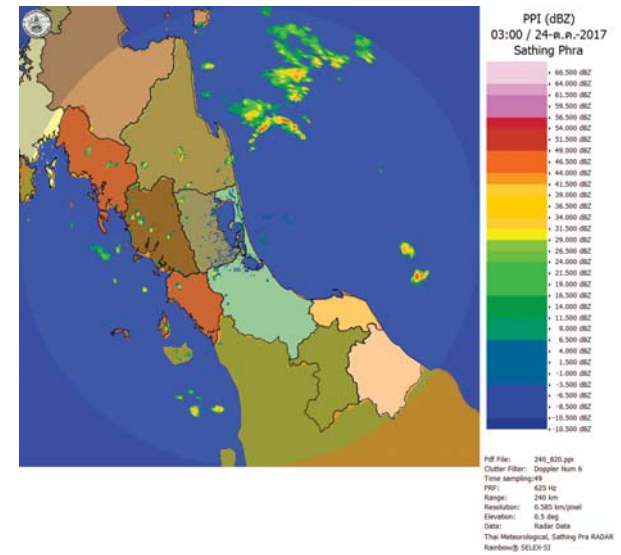 PPI (dBZ)
03:00 / 24-ต.ค.-2017
Sathing Phra
66.500 dBZ
64.000 dBZ
61.500 dBZ
59.500 dBZ
56.500 dBZ
54.000 dBZ
51.500 dBZ
49.000 dBZ
46.500 dBZ
44.000 dBZ
41.500 dBZ
39.000 dBZ
36.500 dBZ
34.000 dBZ
31.500 dBZ
29.000 dBZ
26.500 dBZ
24.000 dBZ
21.500 dBZ
19.000 dBZ
16.500 dBZ
14.000 dBZ
11.500 dBZ
9.000 dBZ
6.500 dBZ
4.000 dBZ
1.500 dBZ
-1.000 dBZ
-3.500 dBZ
-6.500 dBZ
-8.500 dBZ
-10.500 dBZ
-10.500 dBZ
Pdf File: 240_820.ppi
Clutter Filter: Doppler Num 6
Time sampling:49
PRF: 625 Hz
Range: 240 km
Resolution: 0.585 km/pixel
Elevation: 0.5 deg
Data: Radar Data
Thai Meteorological, Sathing Pra RADAR
Rainbow® SELEX-SI